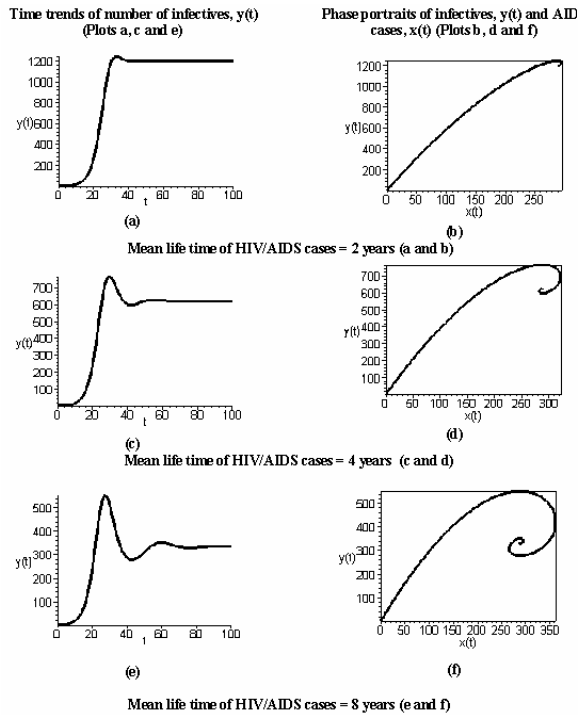 Time trends of number of infectives, y(t)
(Plots a, c and e)
Phase portraits of infectives, y(t) and AID
cases, x(t) (Plots b, d and f)
1200
1000
y(t)800
600
400
200
0 20 40 60 80 100
t
(a)
1200
1000
y(t)800
600
400
200
0 50 100 150 200 250
x(t)
(b)
Mean life time of HIV/AIDS cases = 2 years (a and b)
700
600
500
400
y(t)
300
200
100
0 20 40 60 80 100
t
(c)
700
600
500
y(t)
400
300
200
100
0 50 100 150 200 250 300
x(t)
(d)
Mean life time of HIV/AIDS cases = 4 years (c and d)
500
400
y(t)
300
200
100
0 20 40 60 80 100
t
(e)
500
400
y(t)
300
200
100
0 50 100 150 200 250 300 350
x(t)
(f)
Mean life time of HIV/AIDS cases = 8 years (e and f)